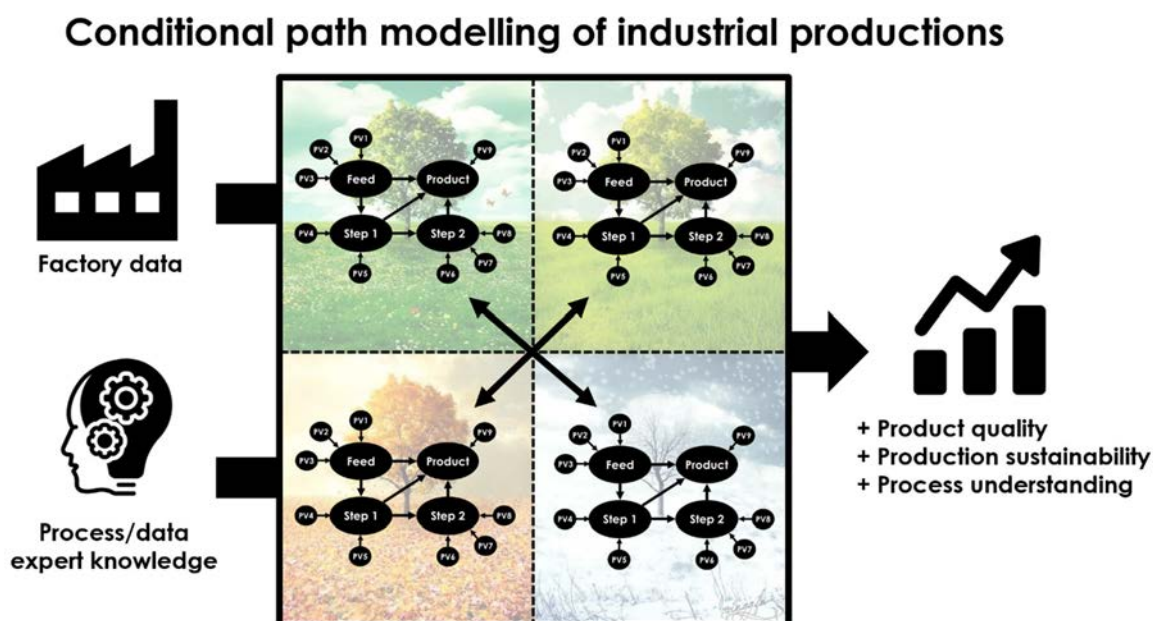 Conditional path modelling of industrial productions
Factory data
Process/data
expert knowledge
PV1
PV2
PV9
PV3
Feed
Product
PV4
Step 1
Step 2
PV8
PV5
PV6
PV7
PV1
PV2
PV9
PV3
Feed
Product
PV4
Step 1
Step 2
PV8
PV5
PV6
PV7
PV1
PV2
PV9
PV3
Feed
Product
PV4
Step 1
Step 2
PV8
PV5
PV6
PV7
PV1
PV2
PV9
PV3
Feed
Product
PV4
Step 1
Step 2
PV8
PV5
PV6
PV7
+ Product quality
+ Production sustainability
+ Process understanding